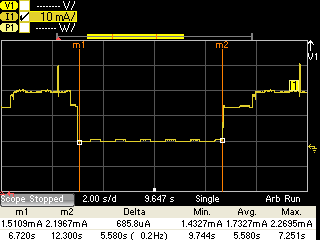 V1 ------ V/
I1 ✓ 10 mA/
P1 ------ W/
m1 m2
V1
I1
Scope Stopped 2.00 s/d 9.647 s Single Arb Run
m1 m2 Delta Min. Avg. Max.
1.5109mA 2.1967mA 685.8uA 1.4327mA 1.7327mA 2.2695mA
6.720s 12.300s 5.580s ( 0.2Hz) 9.744s 5.580s 7.251s